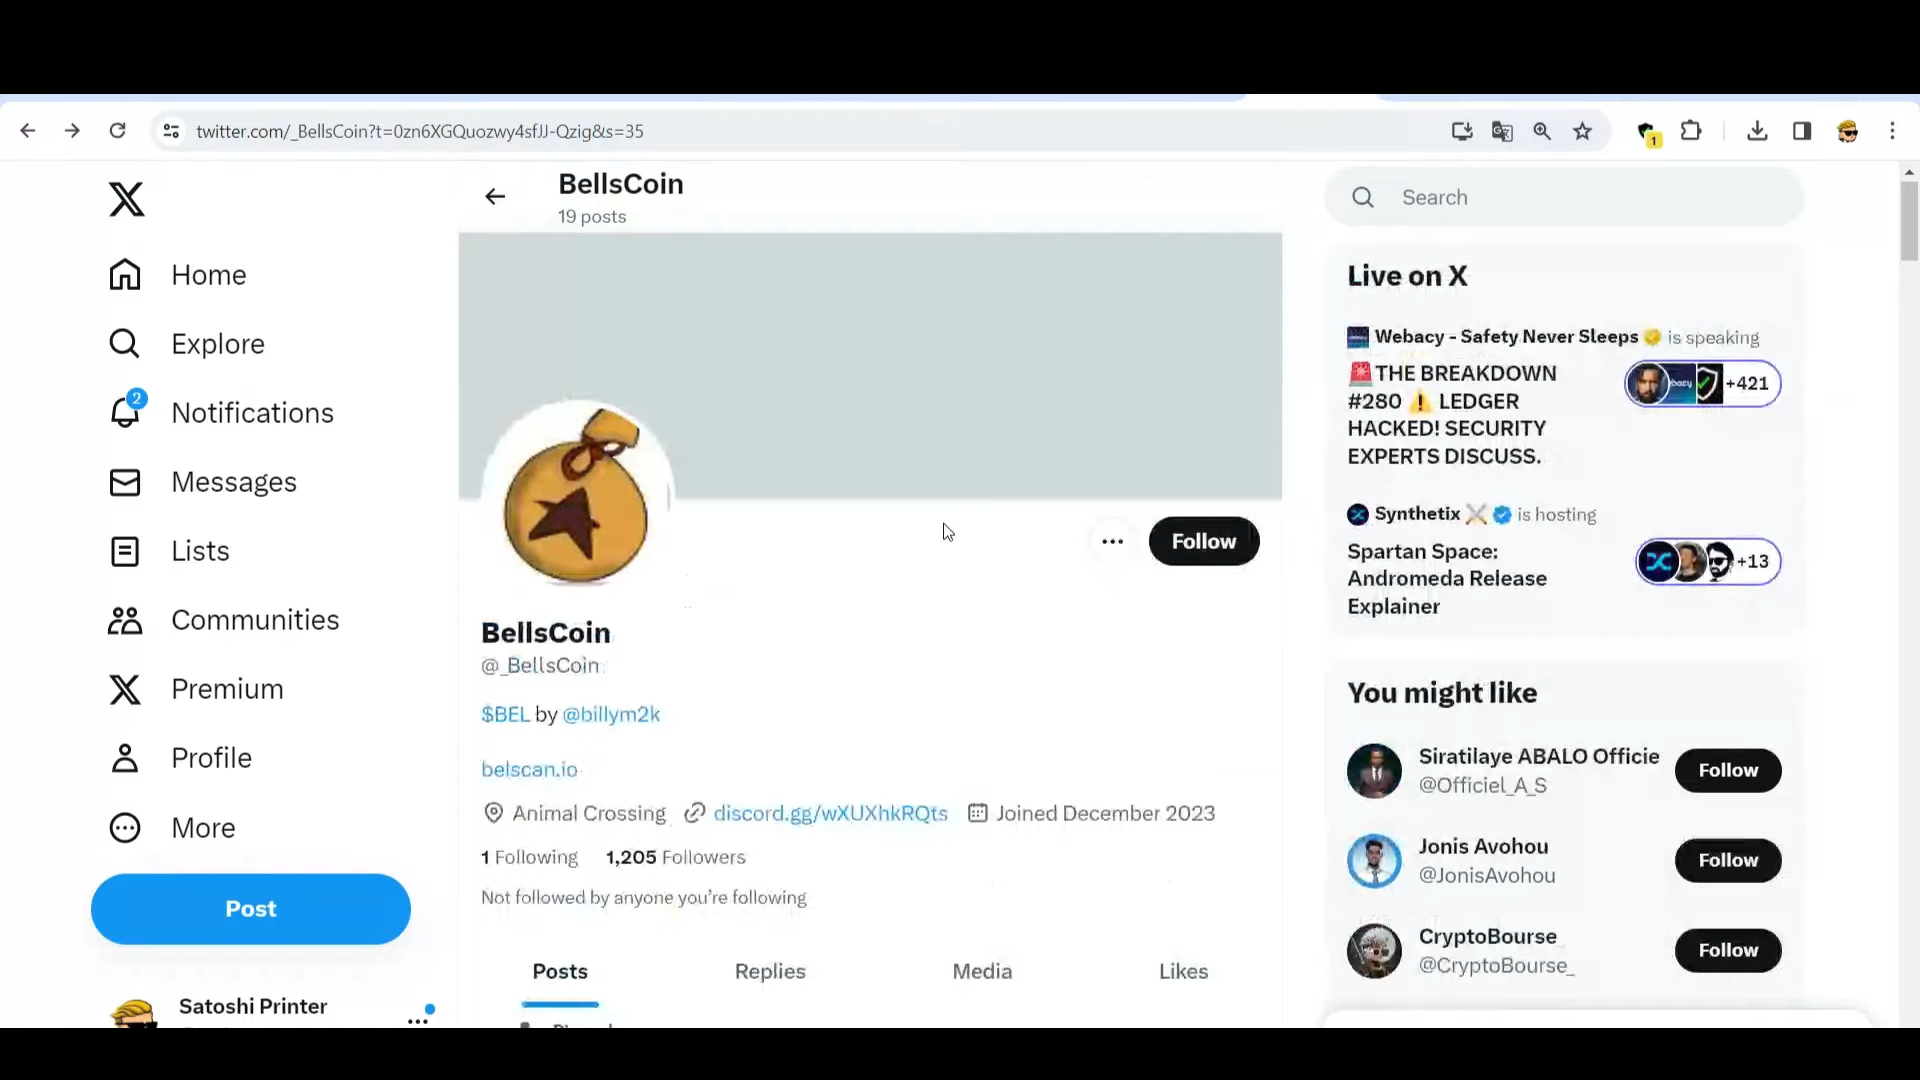 twitter.com/_BellsCoin?t=0zn6XGQuozwy4sfJJ-Qzig&s=35
1
BellsCoin
19 posts
Home
Explore
2
Notifications
Messages
Lists
Communities
Premium
Profile
More
Post
Satoshi Printer
Follow
BellsCoin
@_BellsCoin
$BEL by @billym2k
belscan.io
Animal Crossing discord.gg/wXUXhkRQts Joined December 2023
1 Following 1,205 Followers
Not followed by anyone you're following
Posts Replies Media Likes
Search
Live on X
Webacy - Safety Never Sleeps is speaking
🚨THE BREAKDOWN
#280 ⚠️ LEDGER
HACKED! SECURITY
EXPERTS DISCUSS.
+421
Synthetix ⚔️ is hosting
Spartan Space:
Andromeda Release
Explainer
+13
You might like
Siratilaye ABALO Officie
@Officiel_A_S
Follow
Jonis Avohou
@JonisAvohou
Follow
CryptoBourse
@CryptoBourse_
Follow